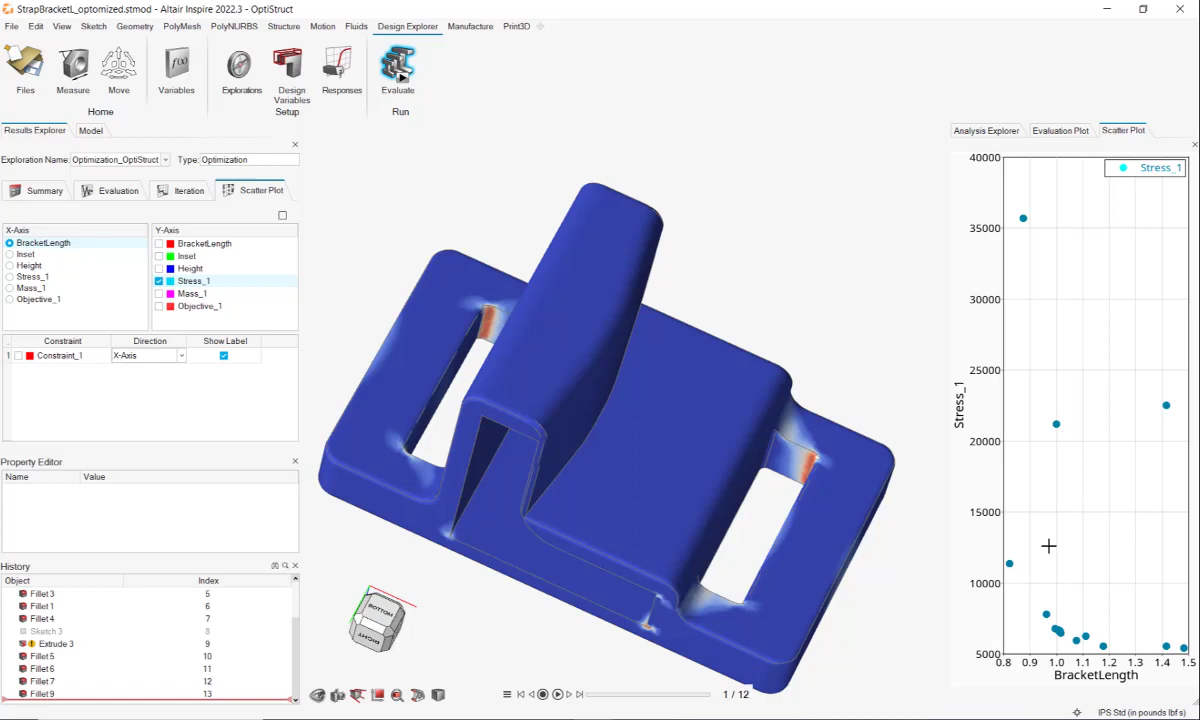 StrapBracketL_optomized.stmod - Altair Inspire 2022.3 - OptiStruct
File Edit View Sketch Geometry PolyMesh PolyNURBS Structure Motion Fluids Design Explorer Manufacture Print3D
Files Measure Move Variables Explorations Design Variables Responses Evaluate
Home Setup Run
Results Explorer Model
Exploration Name: Optimization_OptiStruct Type: Optimization
Summary Evaluation Iteration Scatter Plot
X-Axis Y-Axis
BracketLength BracketLength
Inset Inset
Height Height
Stress_1 Stress_1
Mass_1 Mass_1
Objective_1 Objective_1
Constraint Direction Show Label
1 Constraint_1 X-Axis
Property Editor
Name Value
History
Object Index
Fillet 3 5
Fillet 1 6
Fillet 4 7
Sketch 3 8
Extrude 3 9
Fillet 5 10
Fillet 6 11
Fillet 7 12
Fillet 9 13
BOTTOM
RIGHT
1 / 12
Analysis Explorer Evaluation Plot Scatter Plot
Stress_1
40000
35000
30000
25000
20000
15000
10000
5000
Stress_1
0.8 0.9 1.0 1.1 1.2 1.3 1.4 1.5
BracketLength
IPS Std (in pounds lbf s)